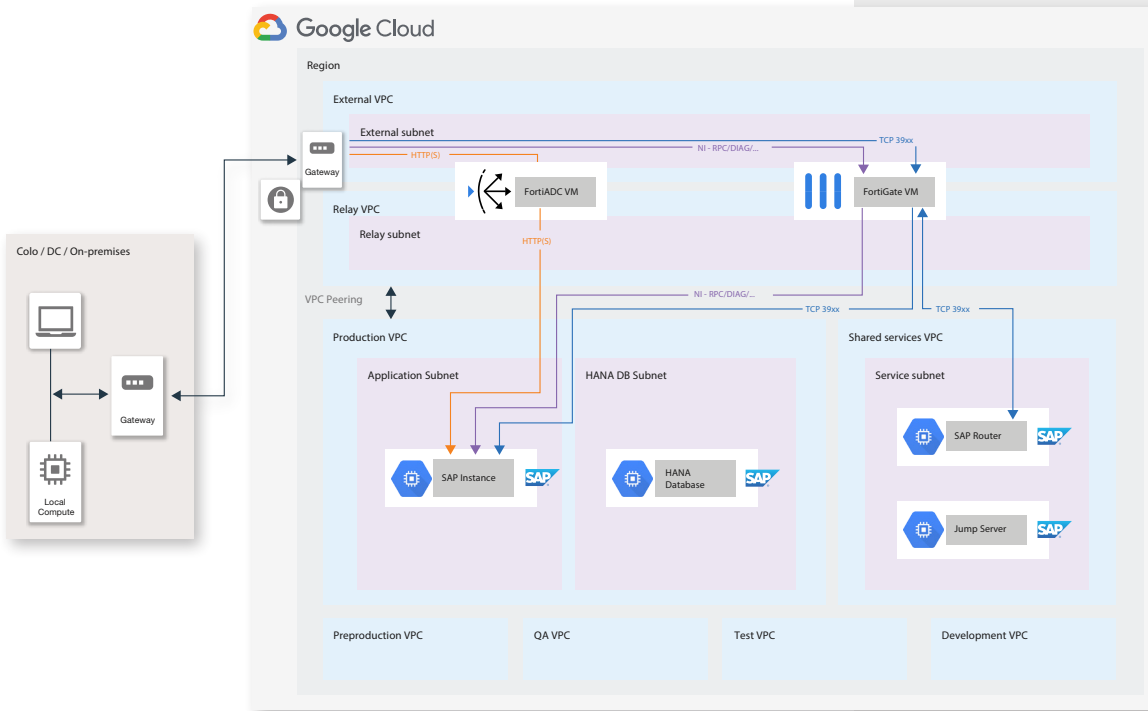 Google Cloud
Region
External VPC
External subnet
TCP 39xx
NI - RPC/DIAG/...
HTTP(S)
Gateway
FortiADC VM
FortiGate VM
Relay VPC
Relay subnet
HTTP(S)
Colo / DC / On-premises
Gateway
Local
Compute
VPC Peering
NI - RPC/DIAG/...
TCP 39xx
TCP 39xx
Production VPC
Shared services VPC
Application Subnet
HANA DB Subnet
Service subnet
SAP Router
SAP
SAP Instance
SAP
HANA
Database
SAP
Jump Server
SAP
Preproduction VPC
QA VPC
Test VPC
Development VPC